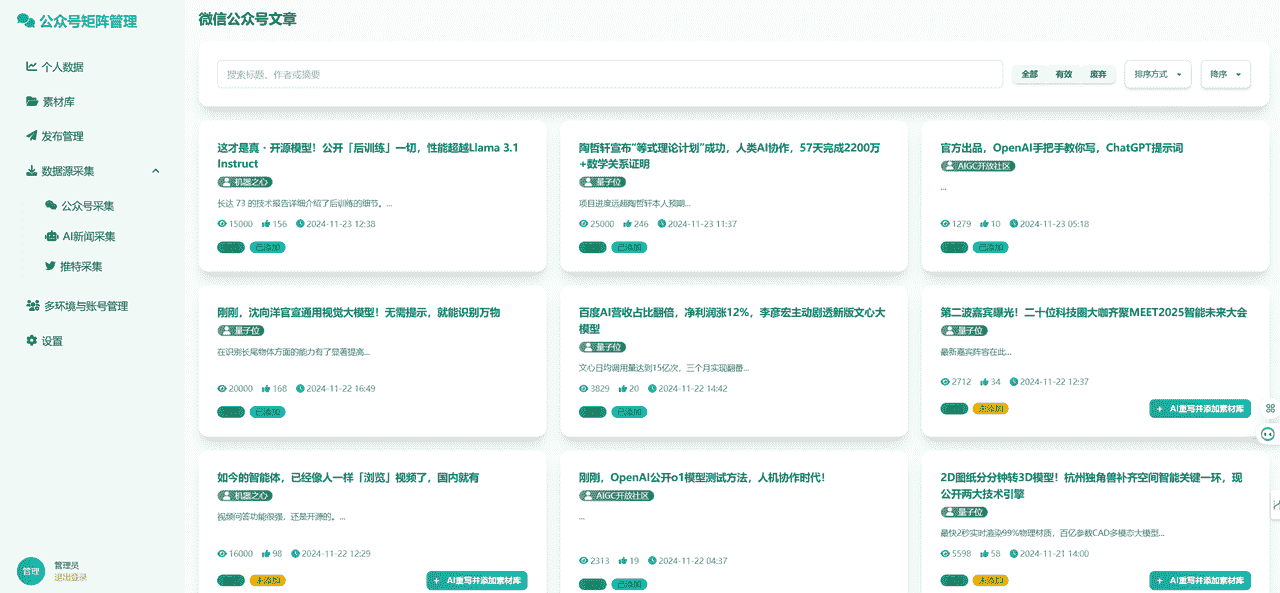 公众号矩阵管理
个人数据
素材库
发布管理
数据源采集
公众号采集
AI新闻采集
推特采集
多环境与账号管理
设置
管理
管理员
退出登录
微信公众号文章
搜索标题、作者或摘要
全部 有效 废弃 排序方式 降序
这才是真·开源模型！公开「后训练」一切，性能超越Llama 3.1
Instruct
机器之心
长达 73 的技术报告详细介绍了后训练的细节。...
15000 156 2024-11-23 12:38
已添加
陶哲轩宣布“等式理论计划”成功，人类AI协作，57天完成2200万
+数学关系证明
量子位
项目进度远超陶哲轩本人预期...
25000 246 2024-11-23 11:37
已添加
官方出品，OpenAI手把手教你写，ChatGPT提示词
AIGC开放社区
...
1279 10 2024-11-23 05:18
已添加
刚刚，沈向洋官宣通用视觉大模型！无需提示，就能识别万物
量子位
在识别长尾物体方面的能力有了显著提高...
20000 168 2024-11-22 16:49
已添加
百度AI营收占比翻倍，净利润涨12%，李彦宏主动剧透新版文心大
模型
量子位
文心日均调用量达到15亿次，三个月实现翻番...
3829 20 2024-11-22 14:42
已添加
第二波嘉宾曝光！二十位科技圈大咖齐聚MEET2025智能未来大会
量子位
最新嘉宾阵容在此...
2712 34 2024-11-22 12:37
未添加
+ AI重写并添加素材库
如今的智能体，已经像人一样「浏览」视频了，国内就有
机器之心
视频问答功能很强，还是开源的。...
16000 98 2024-11-22 12:29
未添加
+ AI重写并添加素材库
刚刚，OpenAI公开o1模型测试方法，人机协作时代！
AIGC开放社区
...
2313 19 2024-11-22 04:37
已添加
2D图纸分分钟转3D模型！杭州独角兽补齐空间智能关键一环，现
公开两大技术引擎
量子位
最快2秒实时渲染99%物理材质，百亿参数CAD多模态大模型...
5598 58 2024-11-21 14:00
未添加
+ AI重写并添加素材库